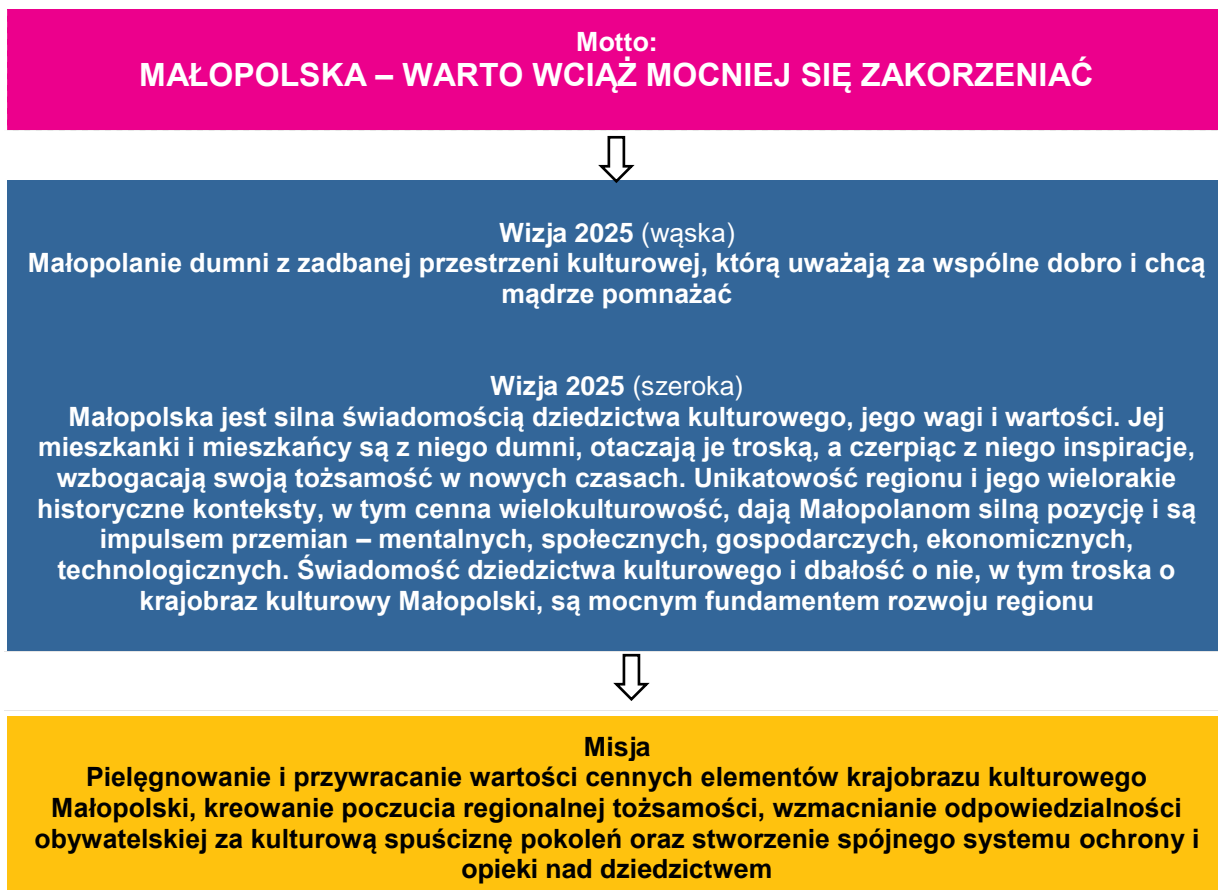 Motto:
MAŁOPOLSKA – WARTO WCIĄŻ MOCNIEJ SIĘ ZAKORZENIAĆ
Wizja 2025 (wąska)
Małopolanie dumni z zadbanej przestrzeni kulturowej, którą uważają za wspólne dobro i chcą
mądrze pomnażać
Wizja 2025 (szeroka)
Małopolska jest silna świadomością dziedzictwa kulturowego, jego wagi i wartości. Jej
mieszkanki i mieszkańcy są z niego dumni, otaczają je troską, a czerpiąc z niego inspiracje,
wzbogacają swoją tożsamość w nowych czasach. Unikatowość regionu i jego wielorakie
historyczne konteksty, w tym cenna wielokulturowość, dają Małopolanom silną pozycję i są
impulsem przemian – mentalnych, społecznych, gospodarczych, ekonomicznych,
technologicznych. Świadomość dziedzictwa kulturowego i dbałość o nie, w tym troska o
krajobraz kulturowy Małopolski, są mocnym fundamentem rozwoju regionu
Misja
Pielęgnowanie i przywracanie wartości cennych elementów krajobrazu kulturowego
Małopolski, kreowanie poczucia regionalnej tożsamości, wzmacnianie odpowiedzialności
obywatelskiej za kulturową spuściznę pokoleń oraz stworzenie spójnego systemu ochrony i
opieki nad dziedzictwem